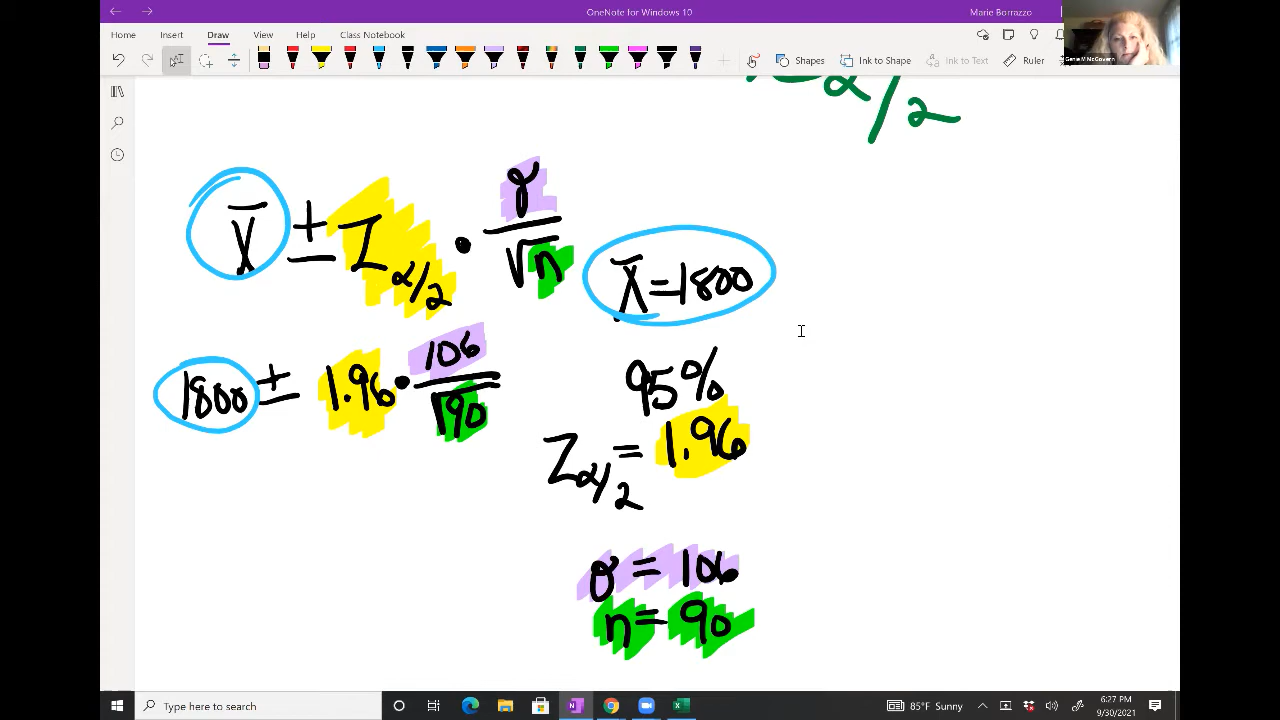 OneNote for Windows 10
Marie Borrazzo
Home Insert Draw View Help Class Notebook
Shapes Ink to Shape Ink to Text Ruler
Genie M McGovern
α/2
X̄ ± Z α/2 · σ/√n
X̄ = 1800
1800 ± 1.96 · 106/√90
95%
Z α/2 = 1.96
σ = 106
n = 90
Type here to search
85°F Sunny
6:27 PM
9/30/2021